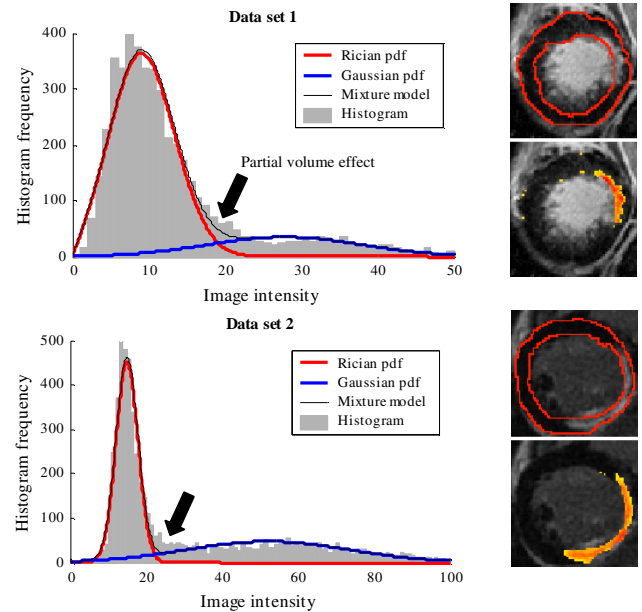 Data set 1
Histogram frequency
400
300
200
100
0
Rician pdf
Gaussian pdf
Mixture model
Histogram
Partial volume effect
0 10 20 30 40 50
Image intensity
Data set 2
Histogram frequency
500
400
300
200
100
0
Rician pdf
Gaussian pdf
Mixture model
Histogram
0 20 40 60 80 100
Image intensity